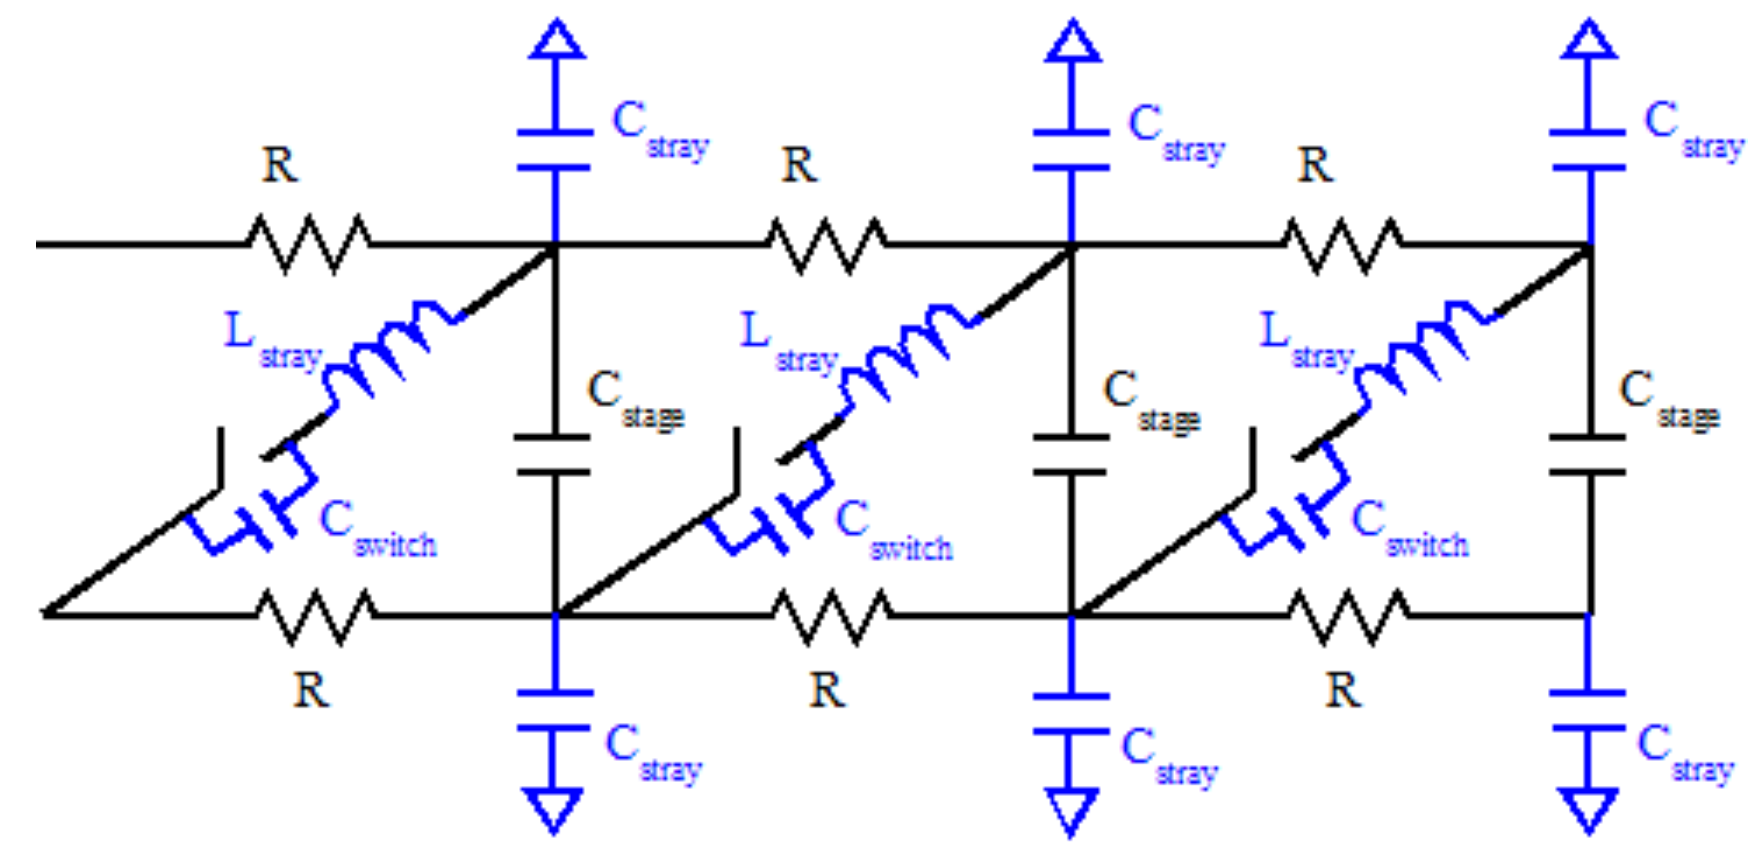 C stray C stray C stray
R R R
L stray L stray L stray
C stage C stage C stage
C switch C switch C switch
R R R
C stray C stray C stray